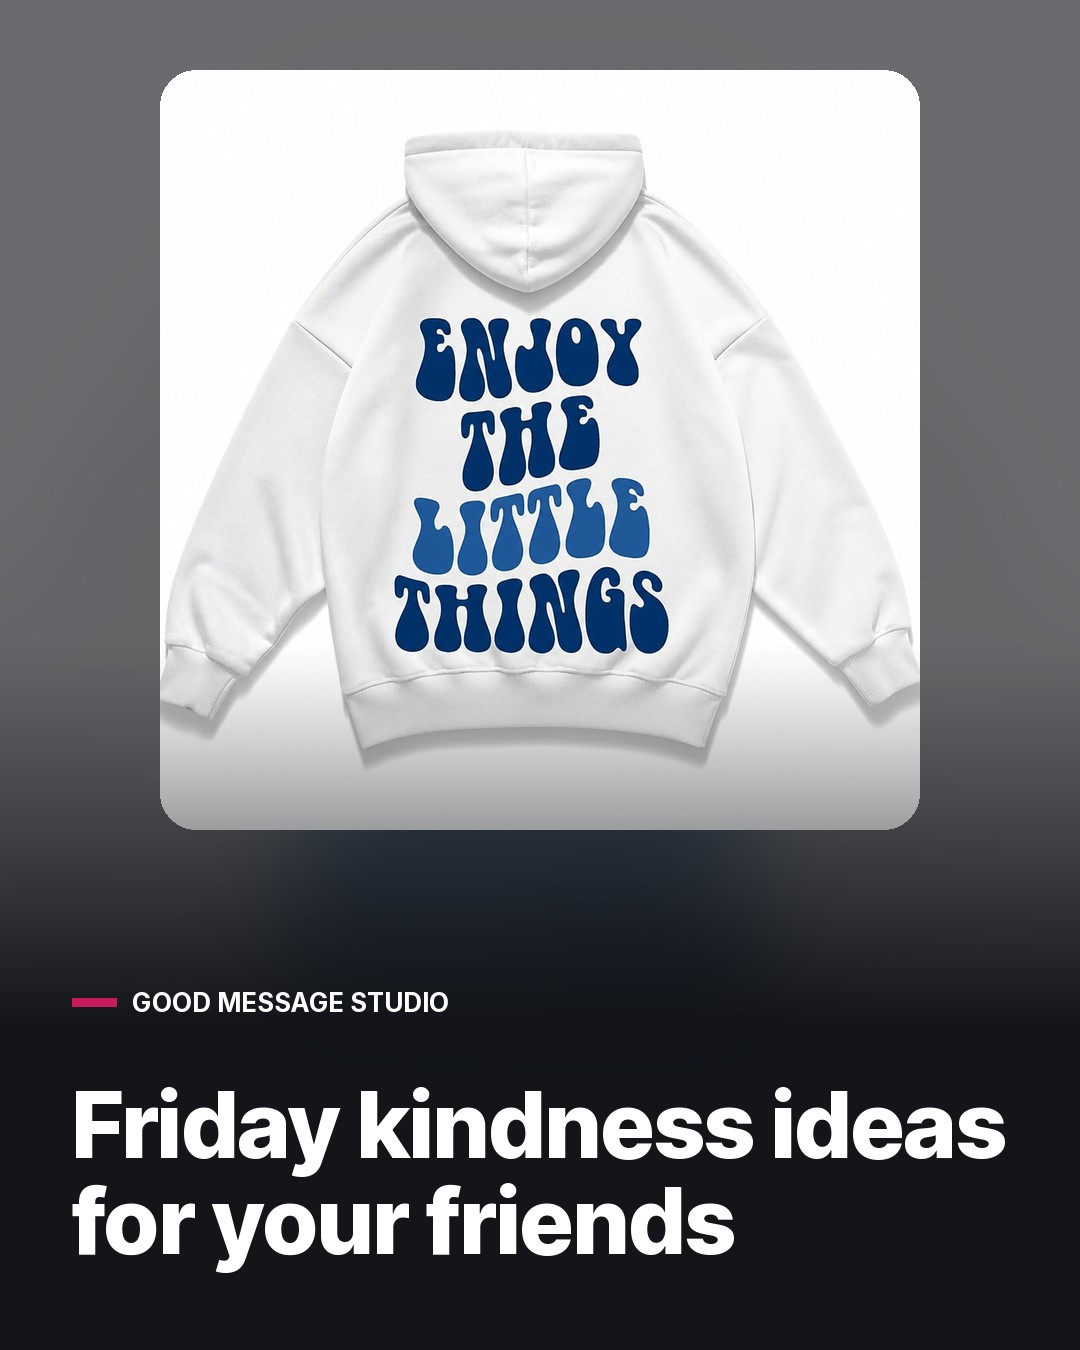 ENJOY
THE
LITTLE
THINGS
GOOD MESSAGE STUDIO
Friday kindness ideas
for your friends